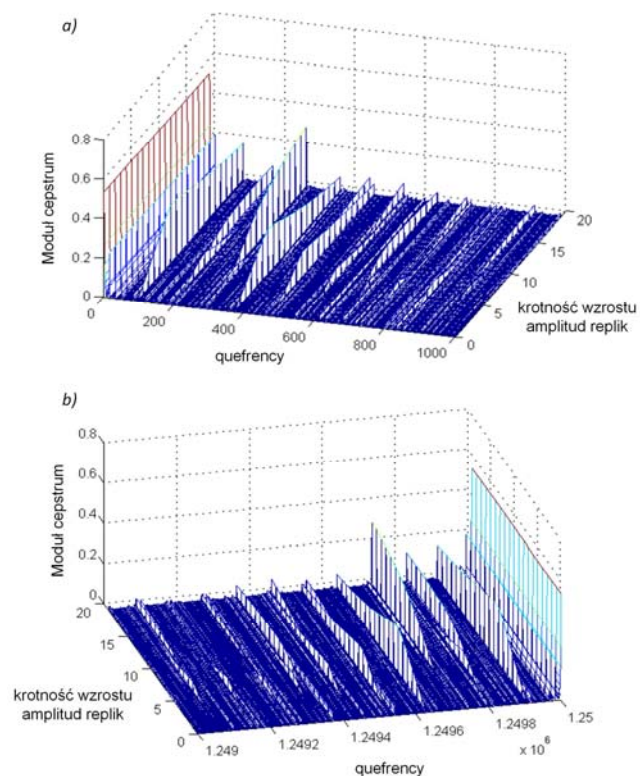 a)
0.8
0.6
0.4
0.2
0
Moduł cepstrum
0
200
400
600
800
1000
quefrency
0
5
10
15
20
krotność wzrostu
amplitud replik
b)
0.8
0.6
0.4
0.2
0
Moduł cepstrum
20
15
10
5
0
krotność wzrostu
amplitud replik
1.249
1.2492
1.2494
1.2496
1.2498
1.25
x 10⁶
quefrency